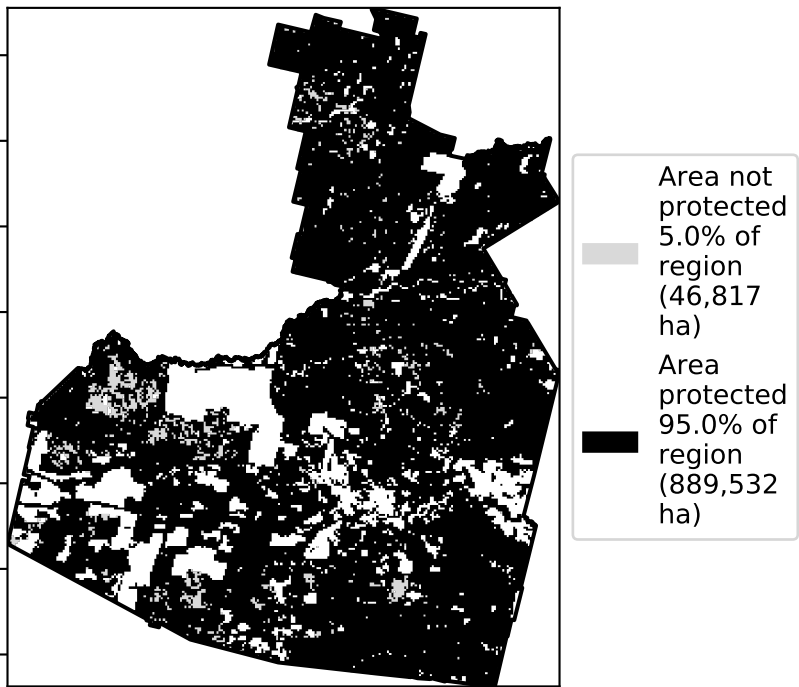 Area not
protected
5.0% of
region
(46,817
ha)
Area
protected
95.0% of
region
(889,532
ha)